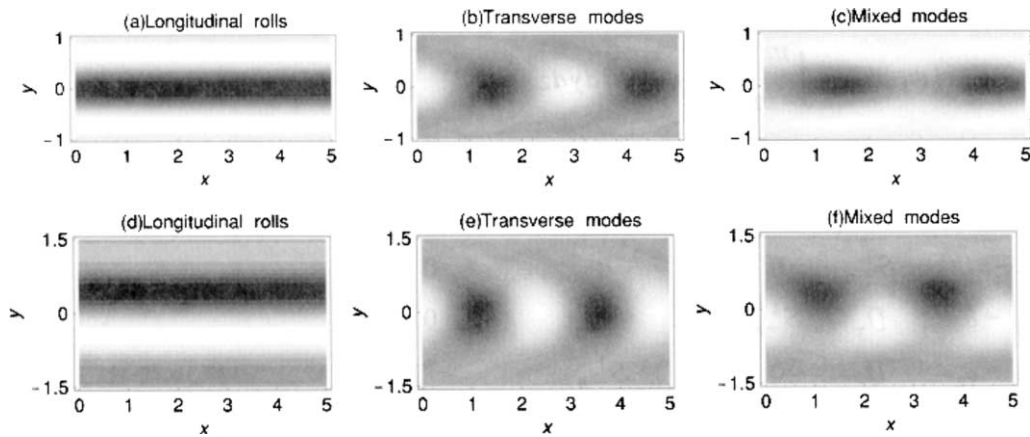 (a)Longitudinal rolls
(b)Transverse modes
(c)Mixed modes
1
0
-1
y
0 1 2 3 4 5
x
1
0
-1
y
0 1 2 3 4 5
x
1
0
-1
y
0 1 2 3 4 5
x
(d)Longitudinal rolls
(e)Transverse modes
(f)Mixed modes
1.5
0
-1.5
y
0 1 2 3 4 5
x
1.5
0
-1.5
y
0 1 2 3 4 5
x
1.5
0
-1.5
y
0 1 2 3 4 5
x